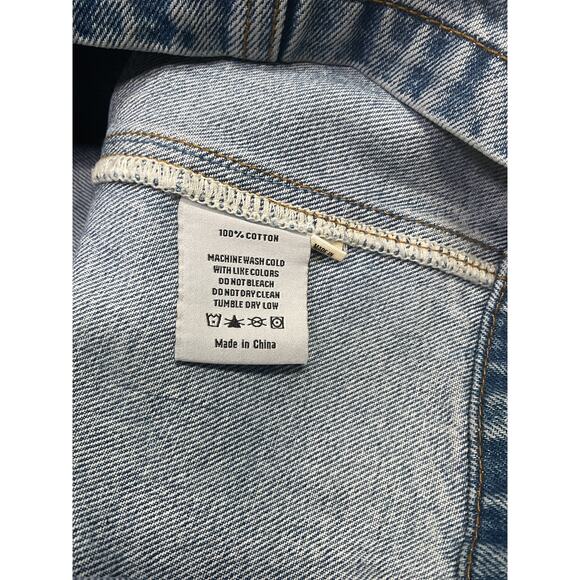 100% COTTON
MACHINE WASH COLD
WITH LIKE COLORS
DO NOT BLEACH
DO NOT DRY CLEAN
TUMBLE DRY LOW
Made in China